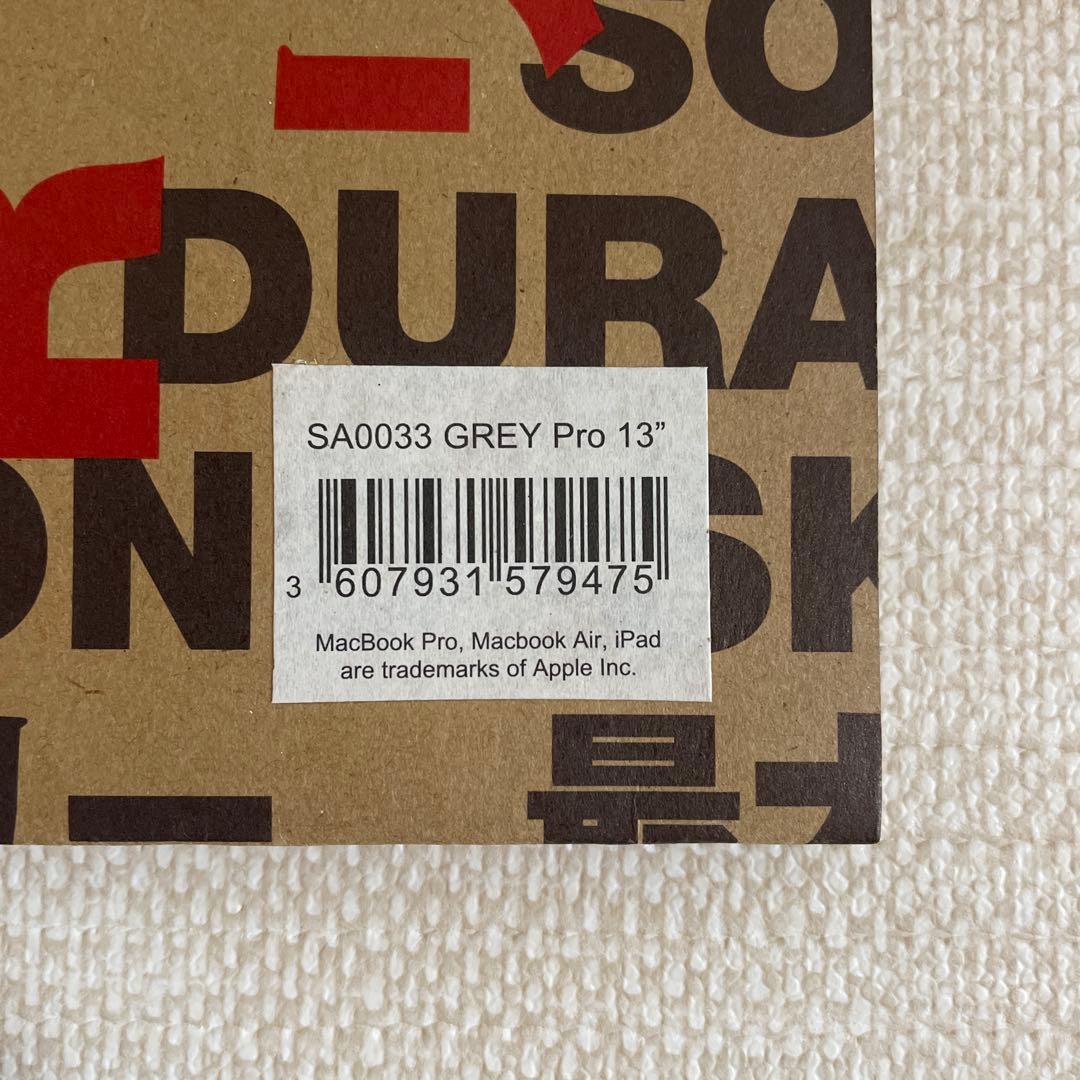 SO
DURA
SA0033 GREY Pro 13”
ON
SK
3 607931 579475
MacBook Pro, Macbook Air, iPad
are trademarks of Apple Inc.
最